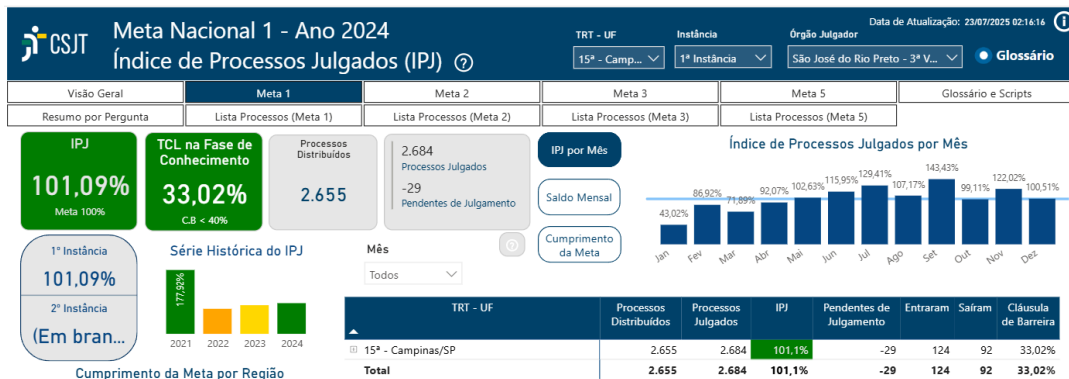 CSJT
Meta Nacional 1 - Ano 2024
Índice de Processos Julgados (IPJ)
Data de Atualização: 23/07/2025 02:16:16
TRT - UF
Instância
Órgão Julgador
15ª - Camp...
1ª Instância
São José do Rio Preto - 3ª V...
Glossário
Visão Geral
Meta 1
Meta 2
Meta 3
Meta 5
Glossário e Scripts
Resumo por Pergunta
Lista Processos (Meta 1)
Lista Processos (Meta 2)
Lista Processos (Meta 3)
Lista Processos (Meta 5)
IPJ
101,09%
Meta 100%
TCL na Fase de
Conhecimento
33,02%
C.B < 40%
Processos
Distribuídos
2.655
2.684
Processos Julgados
-29
Pendentes de Julgamento
IPJ por Mês
Saldo Mensal
Cumprimento
da Meta
Índice de Processos Julgados por Mês
43,02%
86,92%
71,89%
92,07%
102,63%
115,95%
129,41%
107,17%
143,43%
99,11%
122,02%
100,51%
Jan
Fev
Mar
Abr
Mai
Jun
Jul
Ago
Set
Out
Nov
Dez
1° Instância
101,09%
2° Instância
(Em bran...
Série Histórica do IPJ
177,92%
2021
2022
2023
2024
Mês
Todos
TRT - UF
Processos
Distribuídos
Processos
Julgados
IPJ
Pendentes de
Julgamento
Entraram
Saíram
Cláusula
de Barreira
15ª - Campinas/SP 2.655 2.684 101,1% -29 124 92 33,02%
Total 2.655 2.684 101,1% -29 124 92 33,02%
Cumprimento da Meta por Região